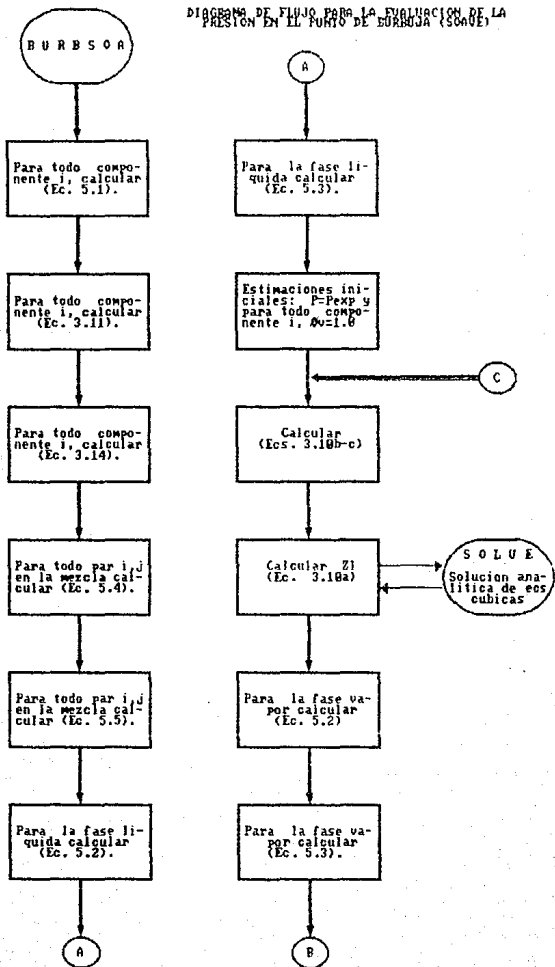 DIAGRAMA DE FLUJO PARA LA EVALUACION DE LA
PRESION EN EL PUNTO DE BURBUJA (SOAVE)
B U R B S O A
Para todo compo-
nente i, calcular
(Ec. 5.1).
Para todo compo-
nente i, calcular
(Ec. 3.11).
Para todo compo-
nente i, calcular
(Ec. 3.14).
Para todo par i,j
en la mezcla cal-
cular (Ec. 5.4).
Para todo par i,j
en la mezcla cal-
cular (Ec. 5.5).
Para la fase li-
quida calcular
(Ec. 5.2).
A
A
Para la fase li-
quida calcular
(Ec. 5.3).
Estimaciones ini-
ciales: P=Pexp y
para todo compo-
nente i, Øv=1.0
C
Calcular
(Ecs. 3.10b-c)
Calcular Zl
(Ec. 3.10a)
S O L U E
Solucion ana-
litica de ecs
cubicas
Para la fase va-
por calcular
(Ec. 5.2)
Para la fase va-
por calcular
(Ec. 5.3).
B